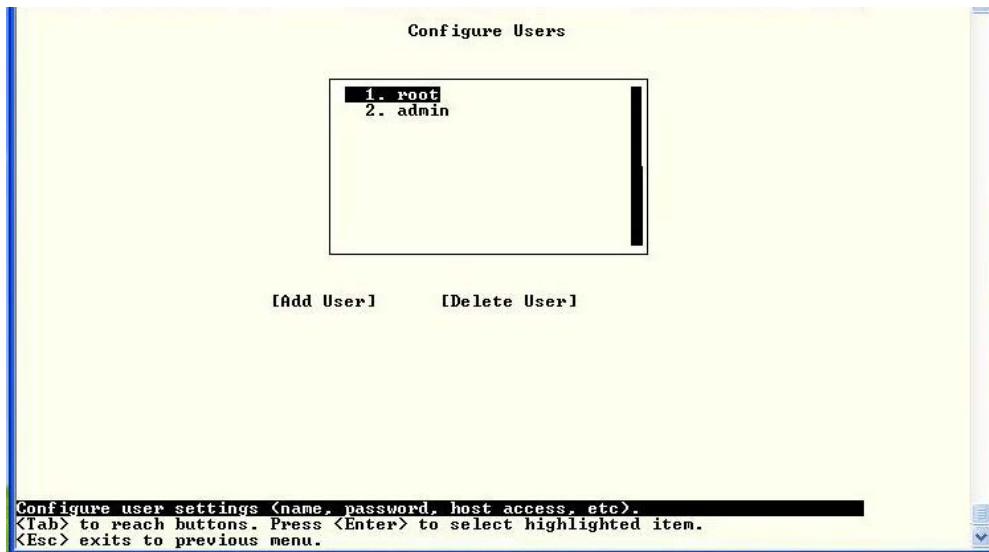 Configure Users
1. root
2. admin
[Add User] [Delete User]
Configure user settings (name, password, host access, etc).
<Tab> to reach buttons. Press <Enter> to select highlighted item.
<Esc> exits to previous menu.